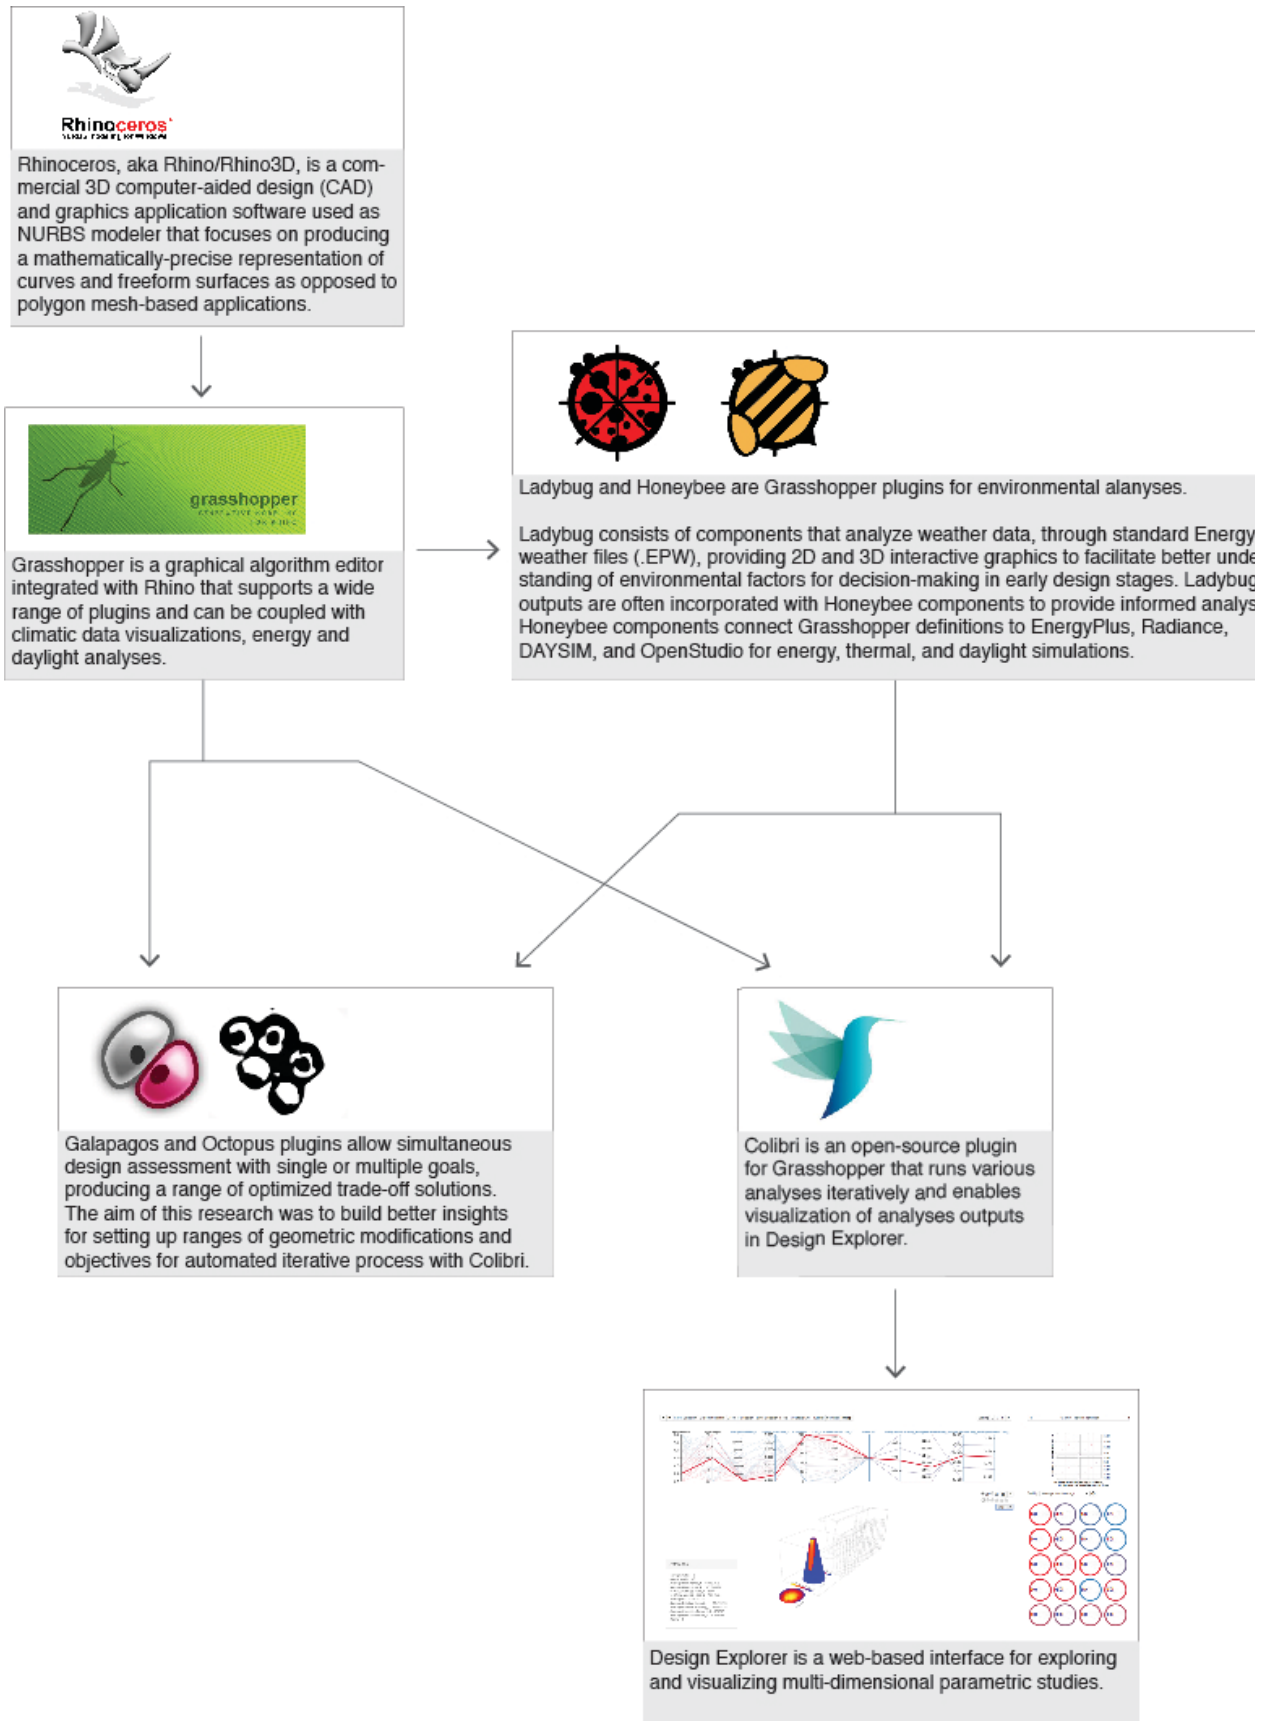 Rhinoceros
NURBS modeling for Windows
Rhinoceros, aka Rhino/Rhino3D, is a com-
mercial 3D computer-aided design (CAD)
and graphics application software used as
NURBS modeler that focuses on producing
a mathematically-precise representation of
curves and freeform surfaces as opposed to
polygon mesh-based applications.
grasshopper
GENERATIVE MODELING
FOR RHINO
Grasshopper is a graphical algorithm editor
integrated with Rhino that supports a wide
range of plugins and can be coupled with
climatic data visualizations, energy and
daylight analyses.
Ladybug and Honeybee are Grasshopper plugins for environmental alanyses.
Ladybug consists of components that analyze weather data, through standard Energy
weather files (.EPW), providing 2D and 3D interactive graphics to facilitate better unde
standing of environmental factors for decision-making in early design stages. Ladybug
outputs are often incorporated with Honeybee components to provide informed analys
Honeybee components connect Grasshopper definitions to EnergyPlus, Radiance,
DAYSIM, and OpenStudio for energy, thermal, and daylight simulations.
Galapagos and Octopus plugins allow simultaneous
design assessment with single or multiple goals,
producing a range of optimized trade-off solutions.
The aim of this research was to build better insights
for setting up ranges of geometric modifications and
objectives for automated iterative process with Colibri.
Colibri is an open-source plugin
for Grasshopper that runs various
analyses iteratively and enables
visualization of analyses outputs
in Design Explorer.
Design Explorer is a web-based interface for exploring
and visualizing multi-dimensional parametric studies.